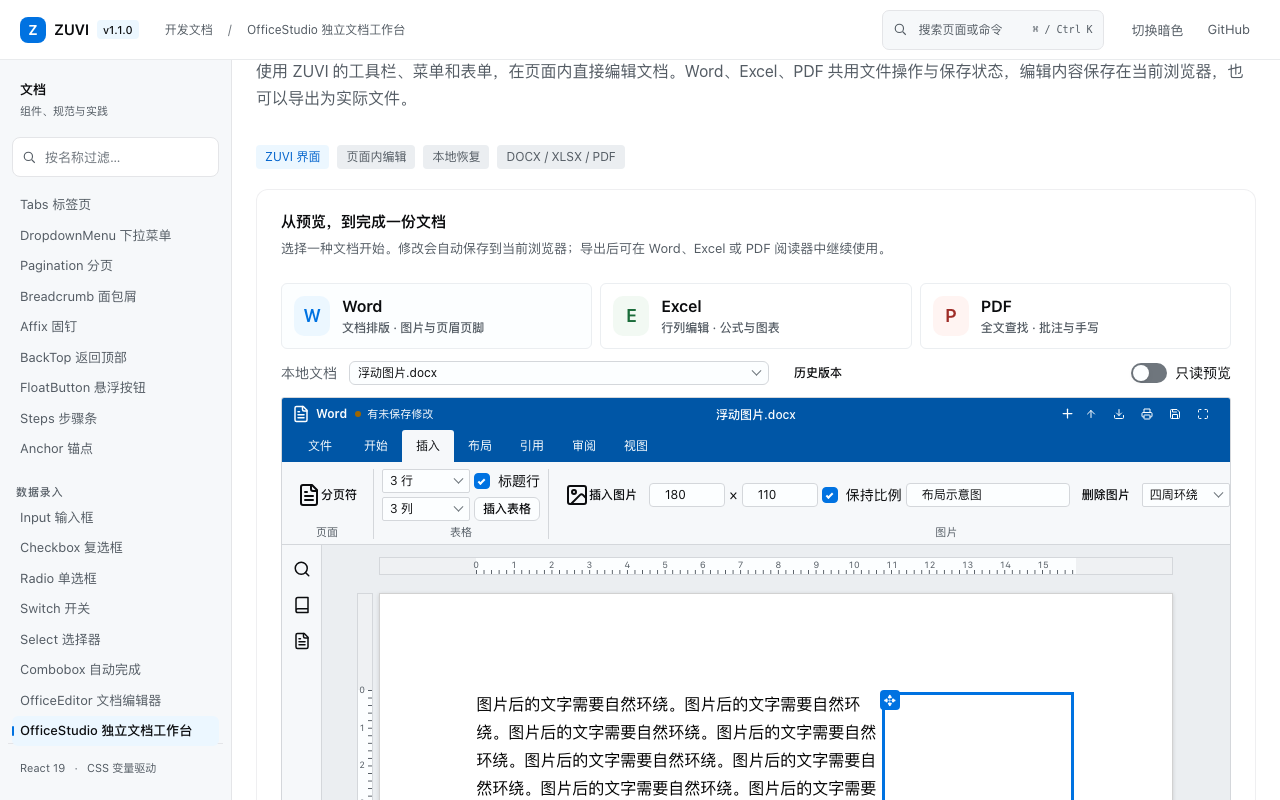 Z ZUVI v1.1.0 开发文档 / OfficeStudio 独立文档工作台 搜索页面或命令 ⌘ / Ctrl K 切换暗色 GitHub
文档
组件、规范与实践
按名称过滤...
Tabs 标签页
DropdownMenu 下拉菜单
Pagination 分页
Breadcrumb 面包屑
Affix 固钉
BackTop 返回顶部
FloatButton 悬浮按钮
Steps 步骤条
Anchor 锚点
数据录入
Input 输入框
Checkbox 复选框
Radio 单选框
Switch 开关
Select 选择器
Combobox 自动完成
OfficeEditor 文档编辑器
OfficeStudio 独立文档工作台
React 19 · CSS 变量驱动
使用 ZUVI 的工具栏、菜单和表单，在页面内直接编辑文档。Word、Excel、PDF 共用文件操作与保存状态，编辑内容保存在当前浏览器，也
可以导出为实际文件。
ZUVI 界面 页面内编辑 本地恢复 DOCX / XLSX / PDF
从预览，到完成一份文档
选择一种文档开始。修改会自动保存到当前浏览器；导出后可在 Word、Excel 或 PDF 阅读器中继续使用。
W Word
文档排版 · 图片与页眉页脚
E Excel
行列编辑 · 公式与图表
P PDF
全文查找 · 批注与手写
本地文档 浮动图片.docx 历史版本 只读预览
Word 有未保存修改 浮动图片.docx
文件 开始 插入 布局 引用 审阅 视图
分页符
页面
3 行 标题行
3 列 插入表格
表格
插入图片 180 x 110 保持比例 布局示意图 删除图片 四周环绕
图片
0 1 2 3 4 5 6 7 8 9 10 11 12 13 14 15
0
1
2
图片后的文字需要自然环绕。图片后的文字需要自然环
绕。图片后的文字需要自然环绕。图片后的文字需要自然
环绕。图片后的文字需要自然环绕。图片后的文字需要自
然环绕。图片后的文字需要自然环绕。图片后的文字需要